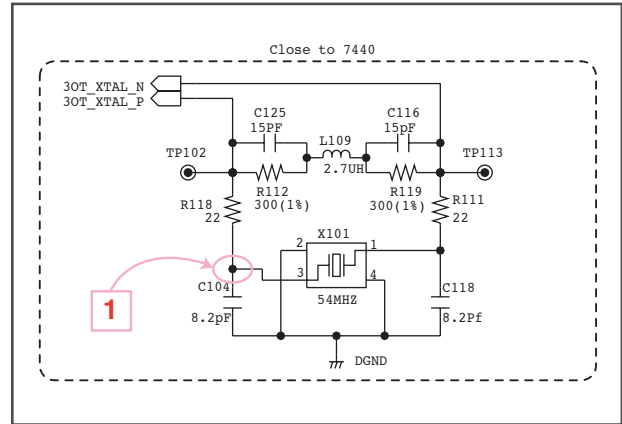 Close to 7440
3OT_XTAL_N
3OT_XTAL_P
C125
15PF
C116
15pF
L109
2.7UH
TP102
TP113
R112
300(1%)
R119
300(1%)
R118
22
R111
22
X101
2
1
3
4
54MHZ
C104
8.2pF
C118
8.2Pf
1
DGND